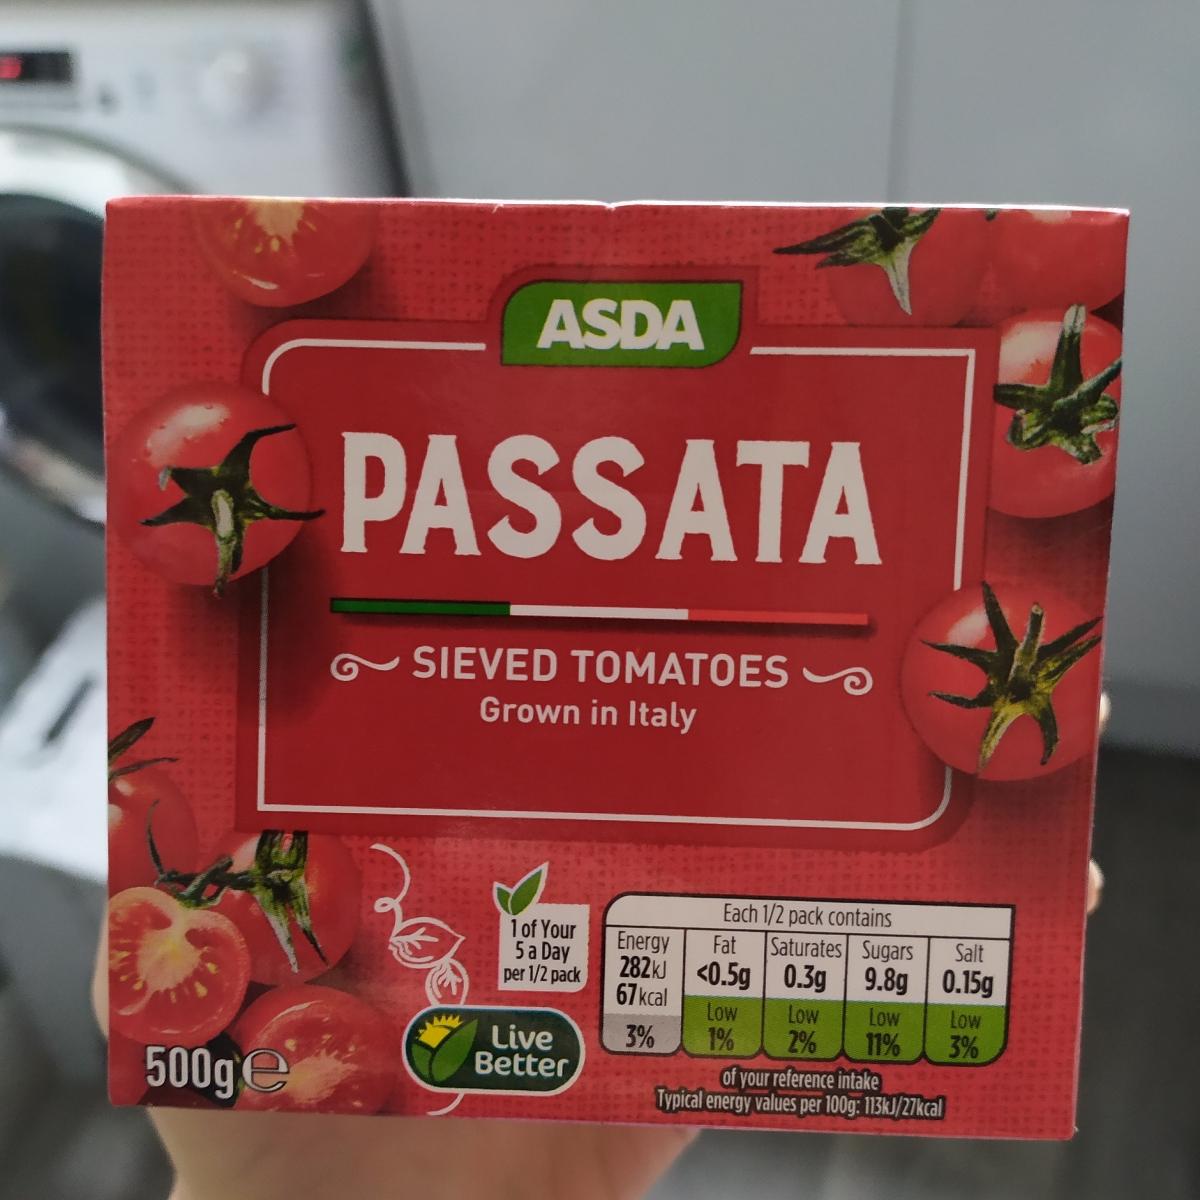 ASDA
PASSATA
SIEVED TOMATOES
Grown in Italy
1 of Your
5 a Day
per 1/2 pack
Live
Better
500g e
Each 1/2 pack contains
Energy Fat Saturates Sugars Salt
282kJ <0.5g 0.3g 9.8g 0.15g
67kcal
Low Low Low Low
3% 1% 2% 11% 3%
of your reference intake
Typical energy values per 100g: 113kJ/27kcal